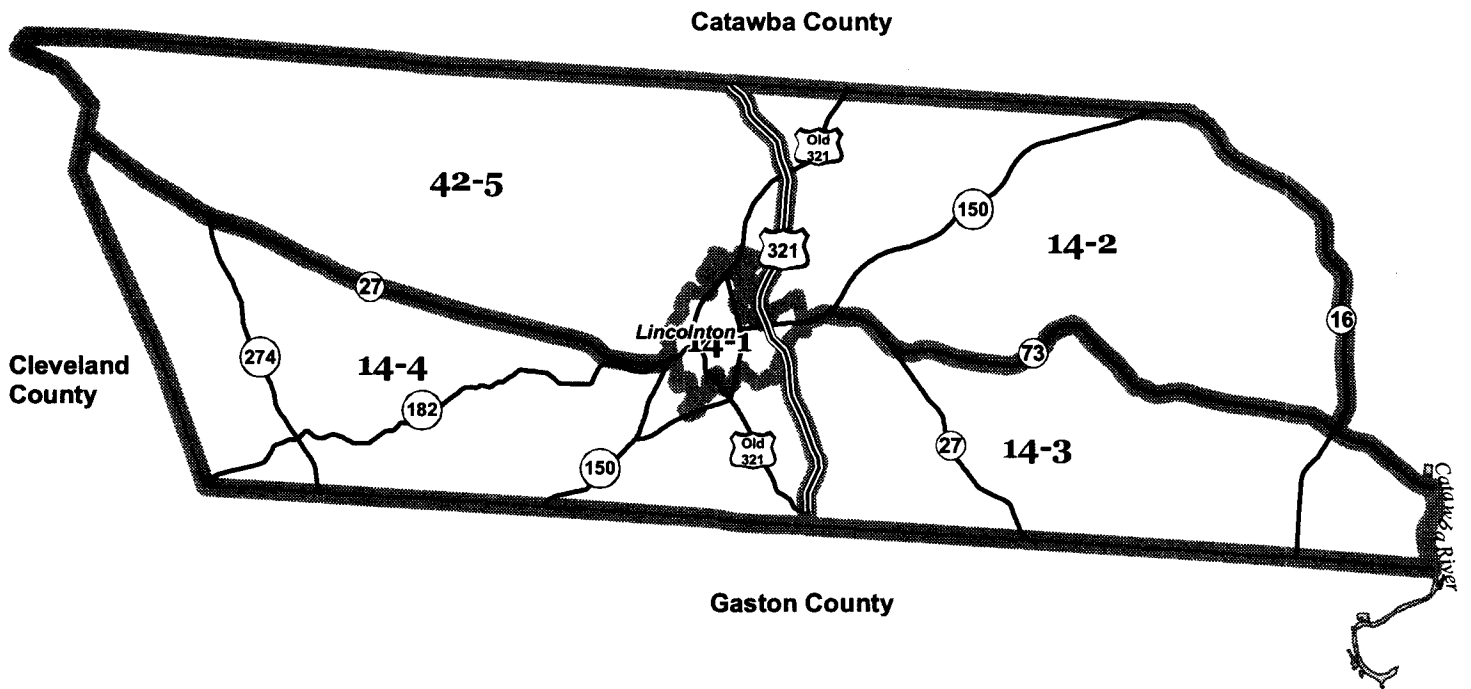 Catawba County
Old
321
42-5
150
321
14-2
27
16
Lincolnton
14-1
73
Cleveland
County
274
14-4
182
Old
321
27
14-3
150
Catawba River
Gaston County